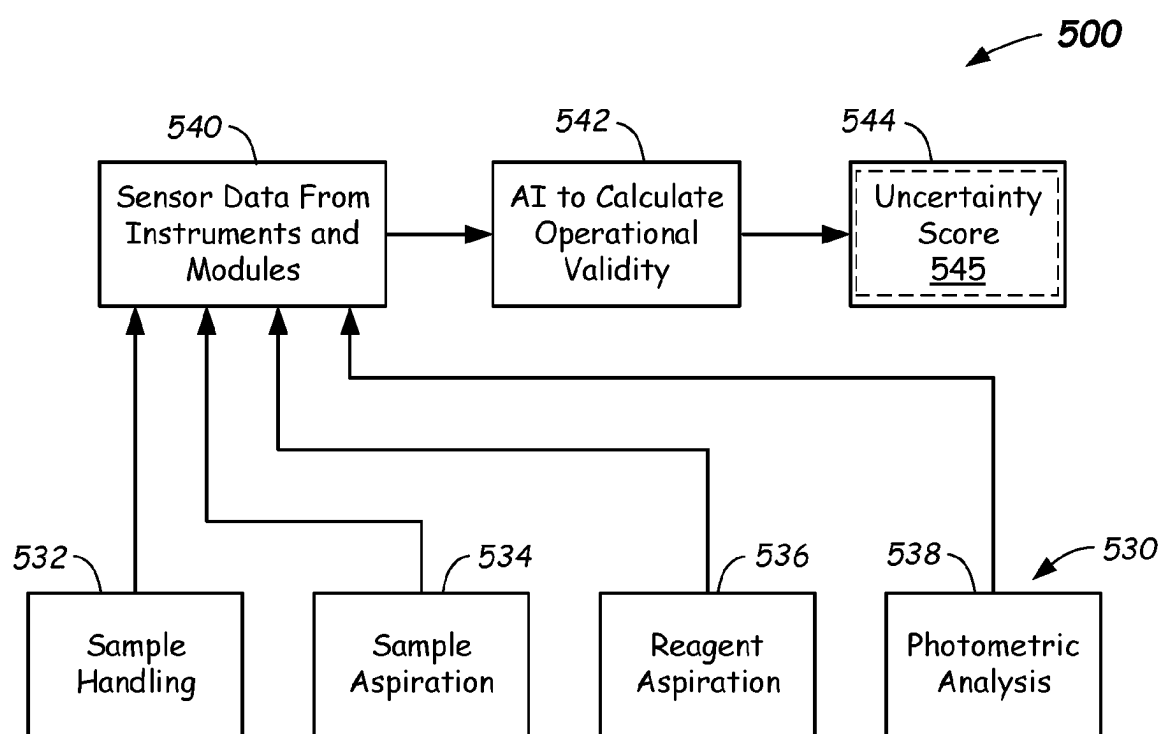 500
540
542
544
Sensor Data From
Instruments and
Modules
AI to Calculate
Operational
Validity
Uncertainty
Score
545
532
534
536
538
530
Sample
Handling
Sample
Aspiration
Reagent
Aspiration
Photometric
Analysis